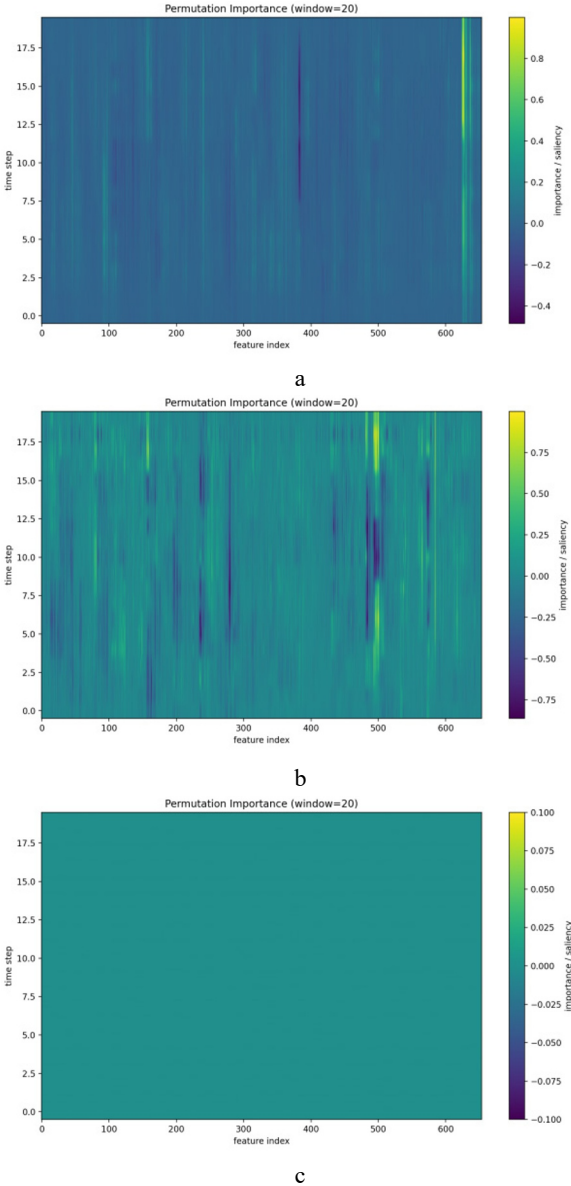 Permutation Importance (window=20)
17.5
15.0
12.5
10.0
7.5
5.0
2.5
0.0
time step
0 100 200 300 400 500 600
feature index
0.8
0.6
0.4
0.2
0.0
−0.2
−0.4
importance / saliency
a
Permutation Importance (window=20)
17.5
15.0
12.5
10.0
7.5
5.0
2.5
0.0
time step
0 100 200 300 400 500 600
feature index
0.75
0.50
0.25
0.00
−0.25
−0.50
−0.75
importance / saliency
b
Permutation Importance (window=20)
17.5
15.0
12.5
10.0
7.5
5.0
2.5
0.0
time step
0 100 200 300 400 500 600
feature index
0.100
0.075
0.050
0.025
0.000
−0.025
−0.050
−0.075
−0.100
importance / saliency
c